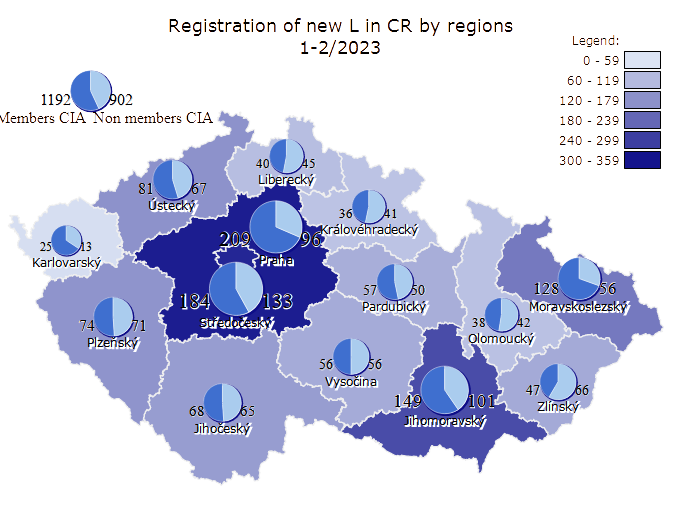 Registration of new L in CR by regions
1-2/2023
Legend:
0 - 59
60 - 119
120 - 179
180 - 239
240 - 299
300 - 359
1192 902
Members CIA Non members CIA
40 45
Liberecký
81 67
Ústecký
36 41
Královéhradecký
25 13
Karlovarský
209 96
Praha
184 133
Středočeský
57 50
Pardubický
128 56
Moravskoslezský
74 71
Plzeňský
38 42
Olomoucký
56 56
Vysočina
47 66
Zlínský
68 65
Jihočeský
149 101
Jihomoravský